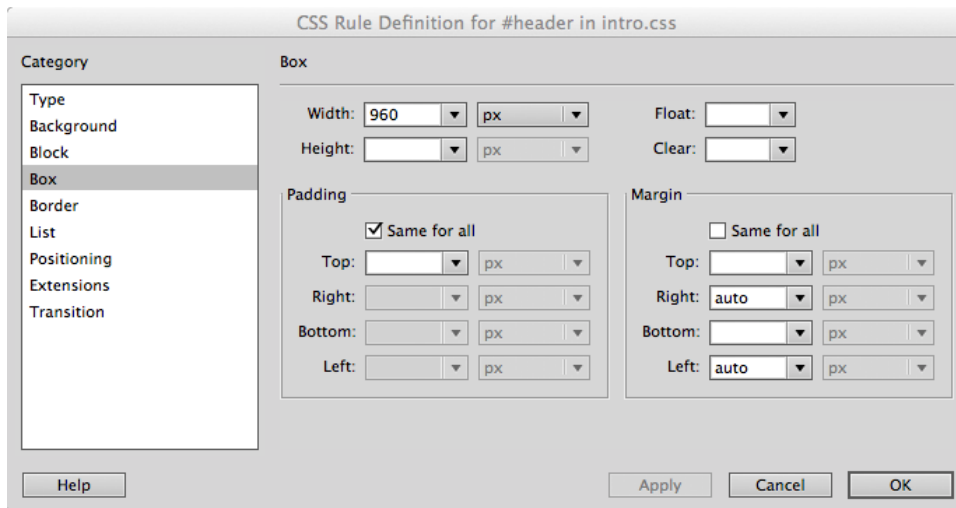 CSS Rule Definition for #header in intro.css
Category
Type
Background
Block
Box
Border
List
Positioning
Extensions
Transition
Box
Width: 960 px
Float:
Height: px
Clear:
Padding
Same for all
Top: px
Right: px
Bottom: px
Left: px
Margin
Same for all
Top: px
Right: auto px
Bottom: px
Left: auto px
Help
Apply
Cancel
OK